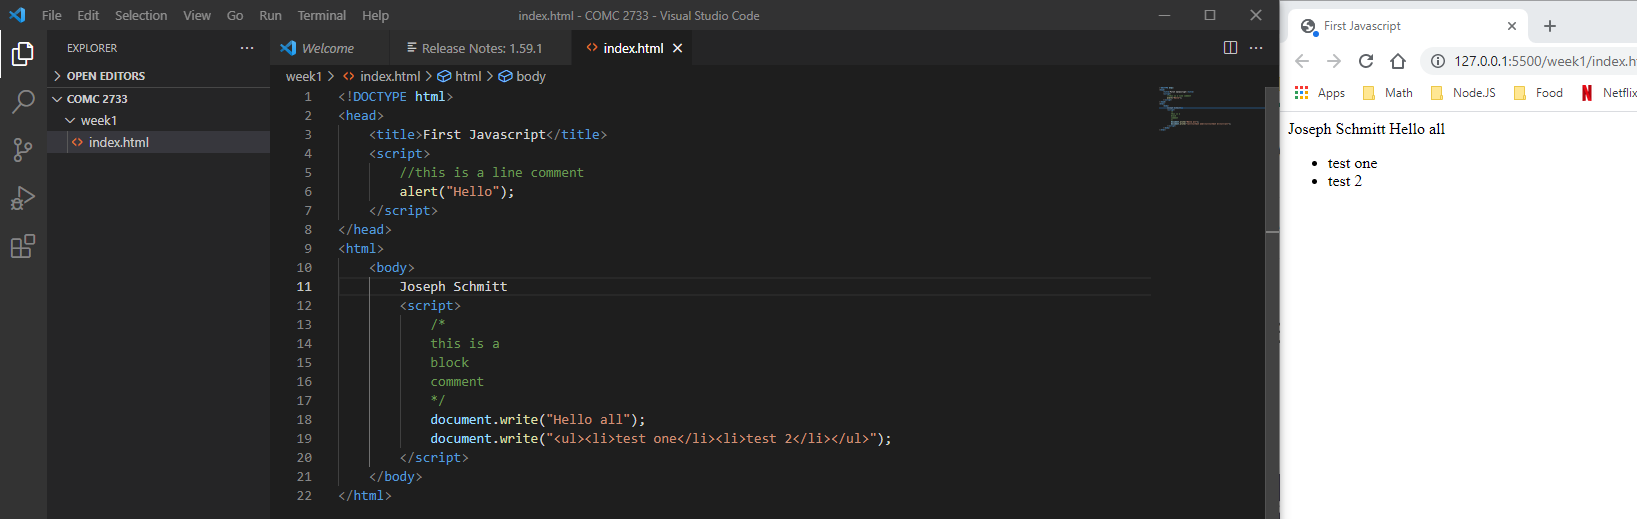 File Edit Selection View Go Run Terminal Help index.html - COMC 2733 - Visual Studio Code
EXPLORER
OPEN EDITORS
COMC 2733
week1
index.html
Welcome Release Notes: 1.59.1 index.html
week1 > index.html > html > body
1 <!DOCTYPE html>
2 <head>
3 <title>First Javascript</title>
4 <script>
5 //this is a line comment
6 alert("Hello");
7 </script>
8 </head>
9 <html>
10 <body>
11 Joseph Schmitt
12 <script>
13 /*
14 this is a
15 block
16 comment
17 */
18 document.write("Hello all");
19 document.write("<ul><li>test one</li><li>test 2</li></ul>");
20 </script>
21 </body>
22 </html>
First Javascript
127.0.0.1:5500/week1/index.h
Apps Math Node.JS Food Netflix
Joseph Schmitt Hello all
• test one
• test 2